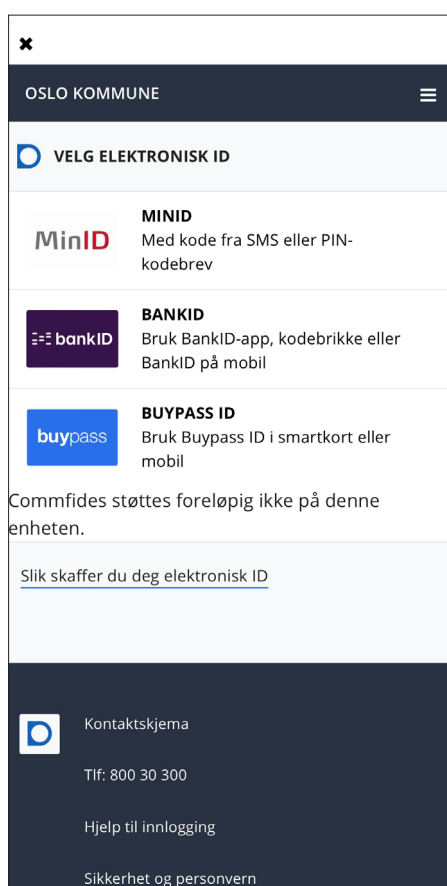 ✖
OSLO KOMMUNE
VELG ELEKTRONISK ID
MinID
MINID
Med kode fra SMS eller PIN-
kodebrev
bankID
BANKID
Bruk BankID-app, kodebrikke eller
BankID på mobil
buypass
BUYPASS ID
Bruk Buypass ID i smartkort eller
mobil
Commfides støttes foreløpig ikke på denne
enheten.
Slik skaffer du deg elektronisk ID
Kontaktskjema
Tlf: 800 30 300
Hjelp til innlogging
Sikkerhet og personvern